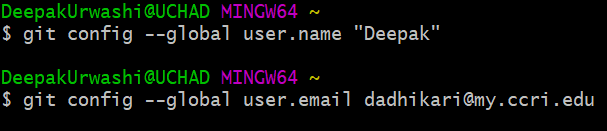 DeepakUrwashi@UCHAD MINGW64 ~
$ git config --global user.name "Deepak"
DeepakUrwashi@UCHAD MINGW64 ~
$ git config --global user.email dadhikari@my.ccri.edu